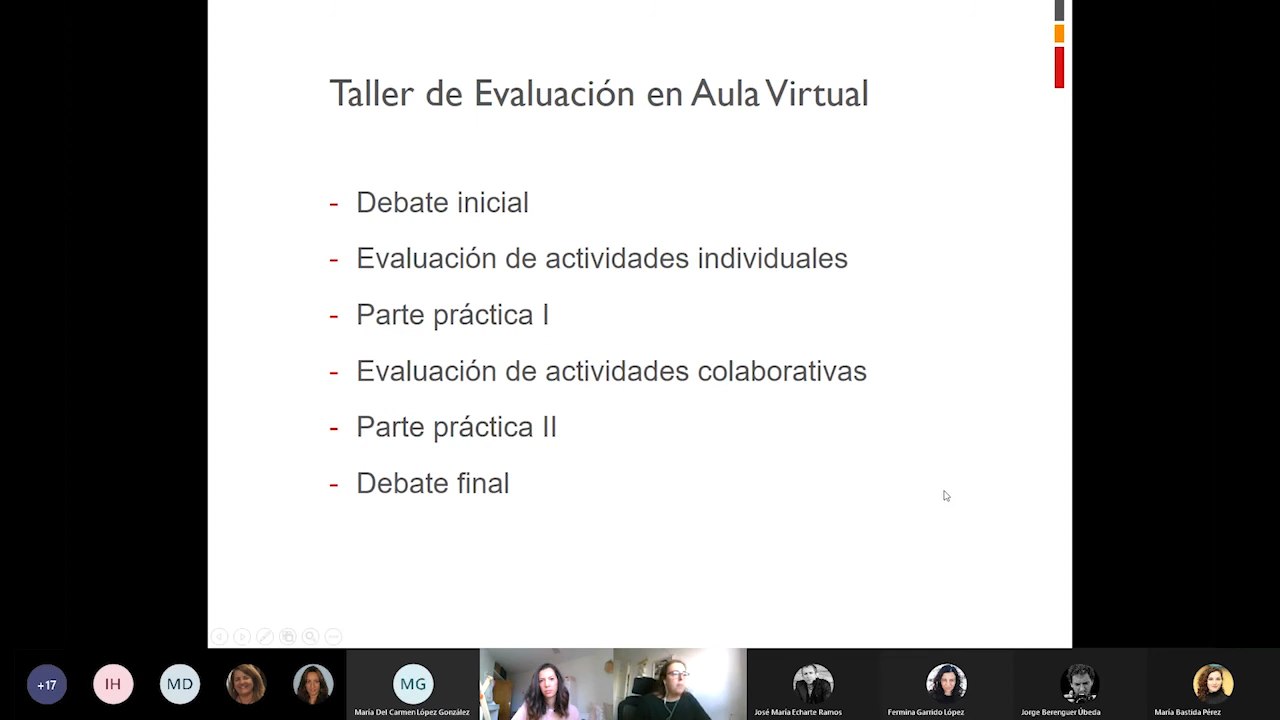 Taller de Evaluación en Aula Virtual
- Debate inicial
- Evaluación de actividades individuales
- Parte práctica I
- Evaluación de actividades colaborativas
- Parte práctica II
- Debate final
+17
IH
MD
MG
María Del Carmen López González
José María Echarte Ramos
Fermina Garrido López
Jorge Berenguer Úbeda
María Bastida Pérez